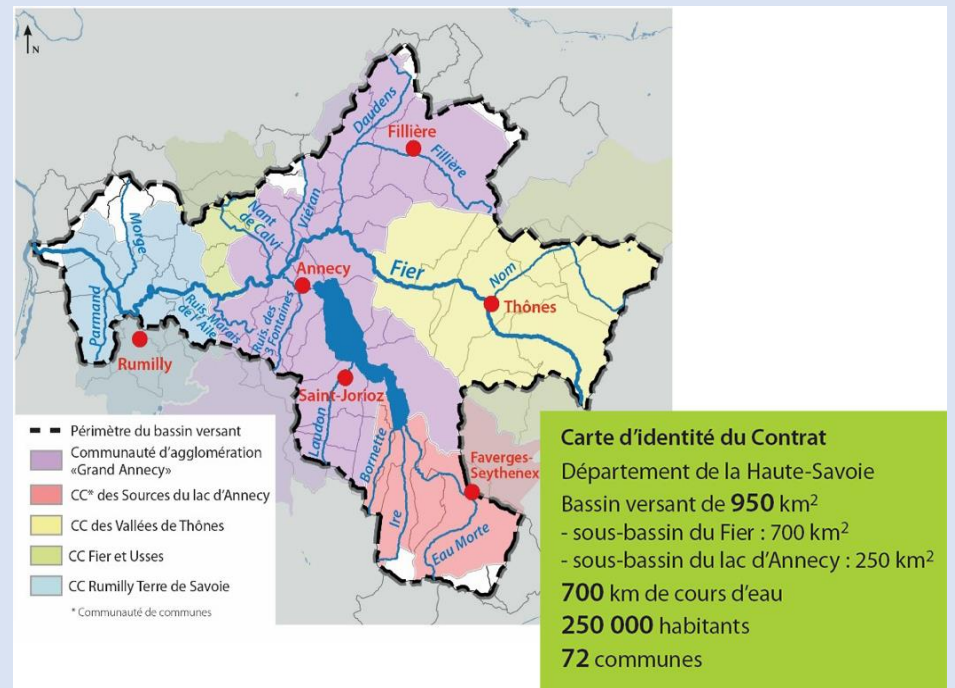 N
Daudens
Fillière
Fillière
Viéran
Nant
de Calvi
Morge
Fier
Nom
Annecy
Thônes
Parmand
Ruis. Marais
de l'Aile
Ruis. des
3 Fontaines
Rumilly
Saint-Jorioz
Laudon
Bornette
Ire
Faverges-
Seythenex
Eau Morte
Périmètre du bassin versant
Communauté d'agglomération
«Grand Annecy»
CC* des Sources du lac d'Annecy
CC des Vallées de Thônes
CC Fier et Usses
CC Rumilly Terre de Savoie
* Communauté de communes
Carte d'identité du Contrat
Département de la Haute-Savoie
Bassin versant de 950 km²
- sous-bassin du Fier : 700 km²
- sous-bassin du lac d'Annecy : 250 km²
700 km de cours d'eau
250 000 habitants
72 communes